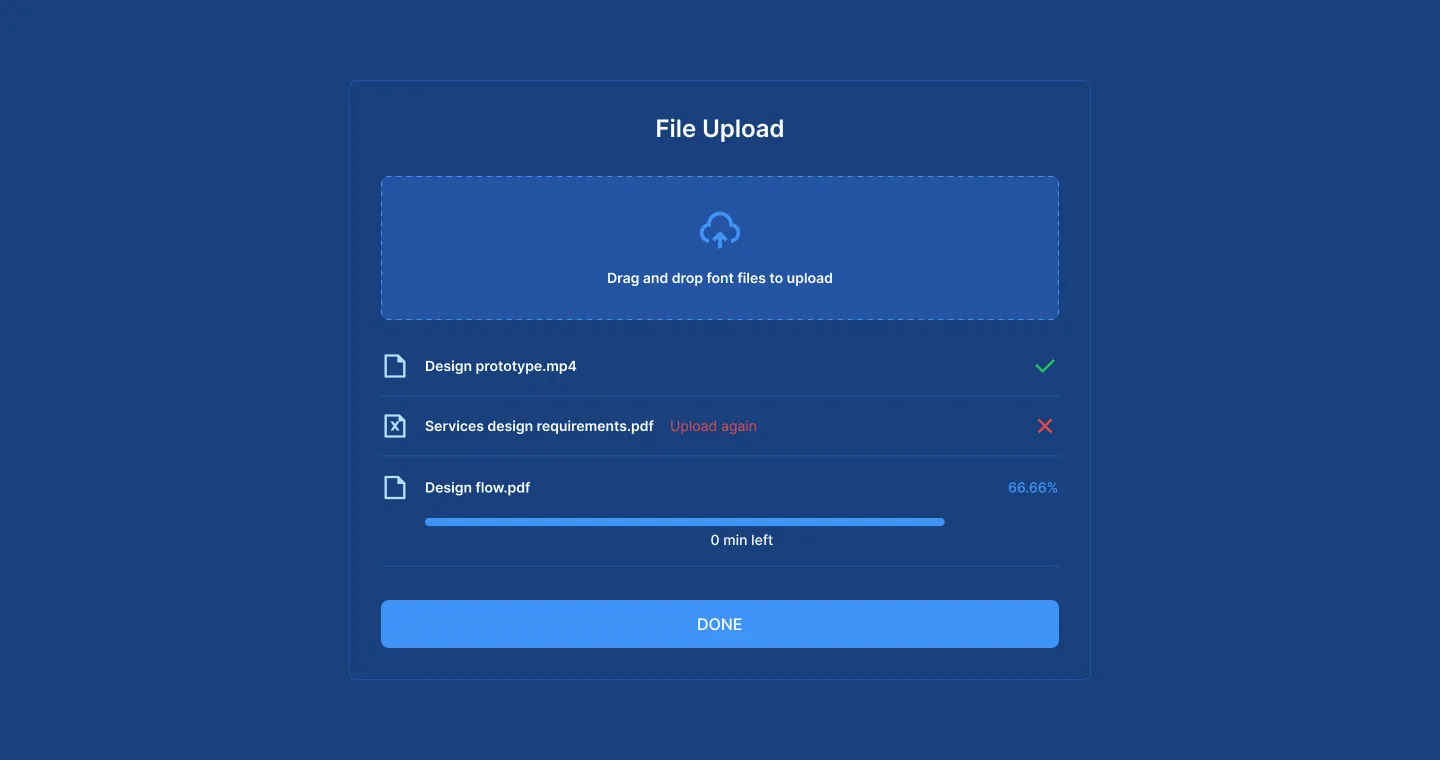 File Upload
Drag and drop font files to upload
Design prototype.mp4
Services design requirements.pdf Upload again
Design flow.pdf 66.66%
0 min left
DONE